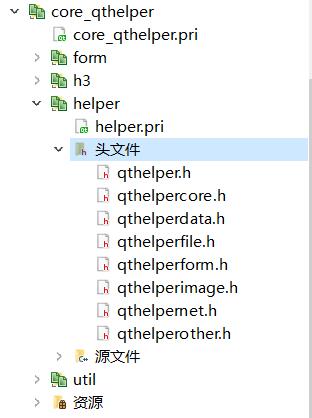 core_qthelper
core_qthelper.pri
form
h3
helper
helper.pri
头文件
qthelper.h
qthelpercore.h
qthelperdata.h
qthelperfile.h
qthelperform.h
qthelperimage.h
qthelpernet.h
qthelperother.h
源文件
util
资源